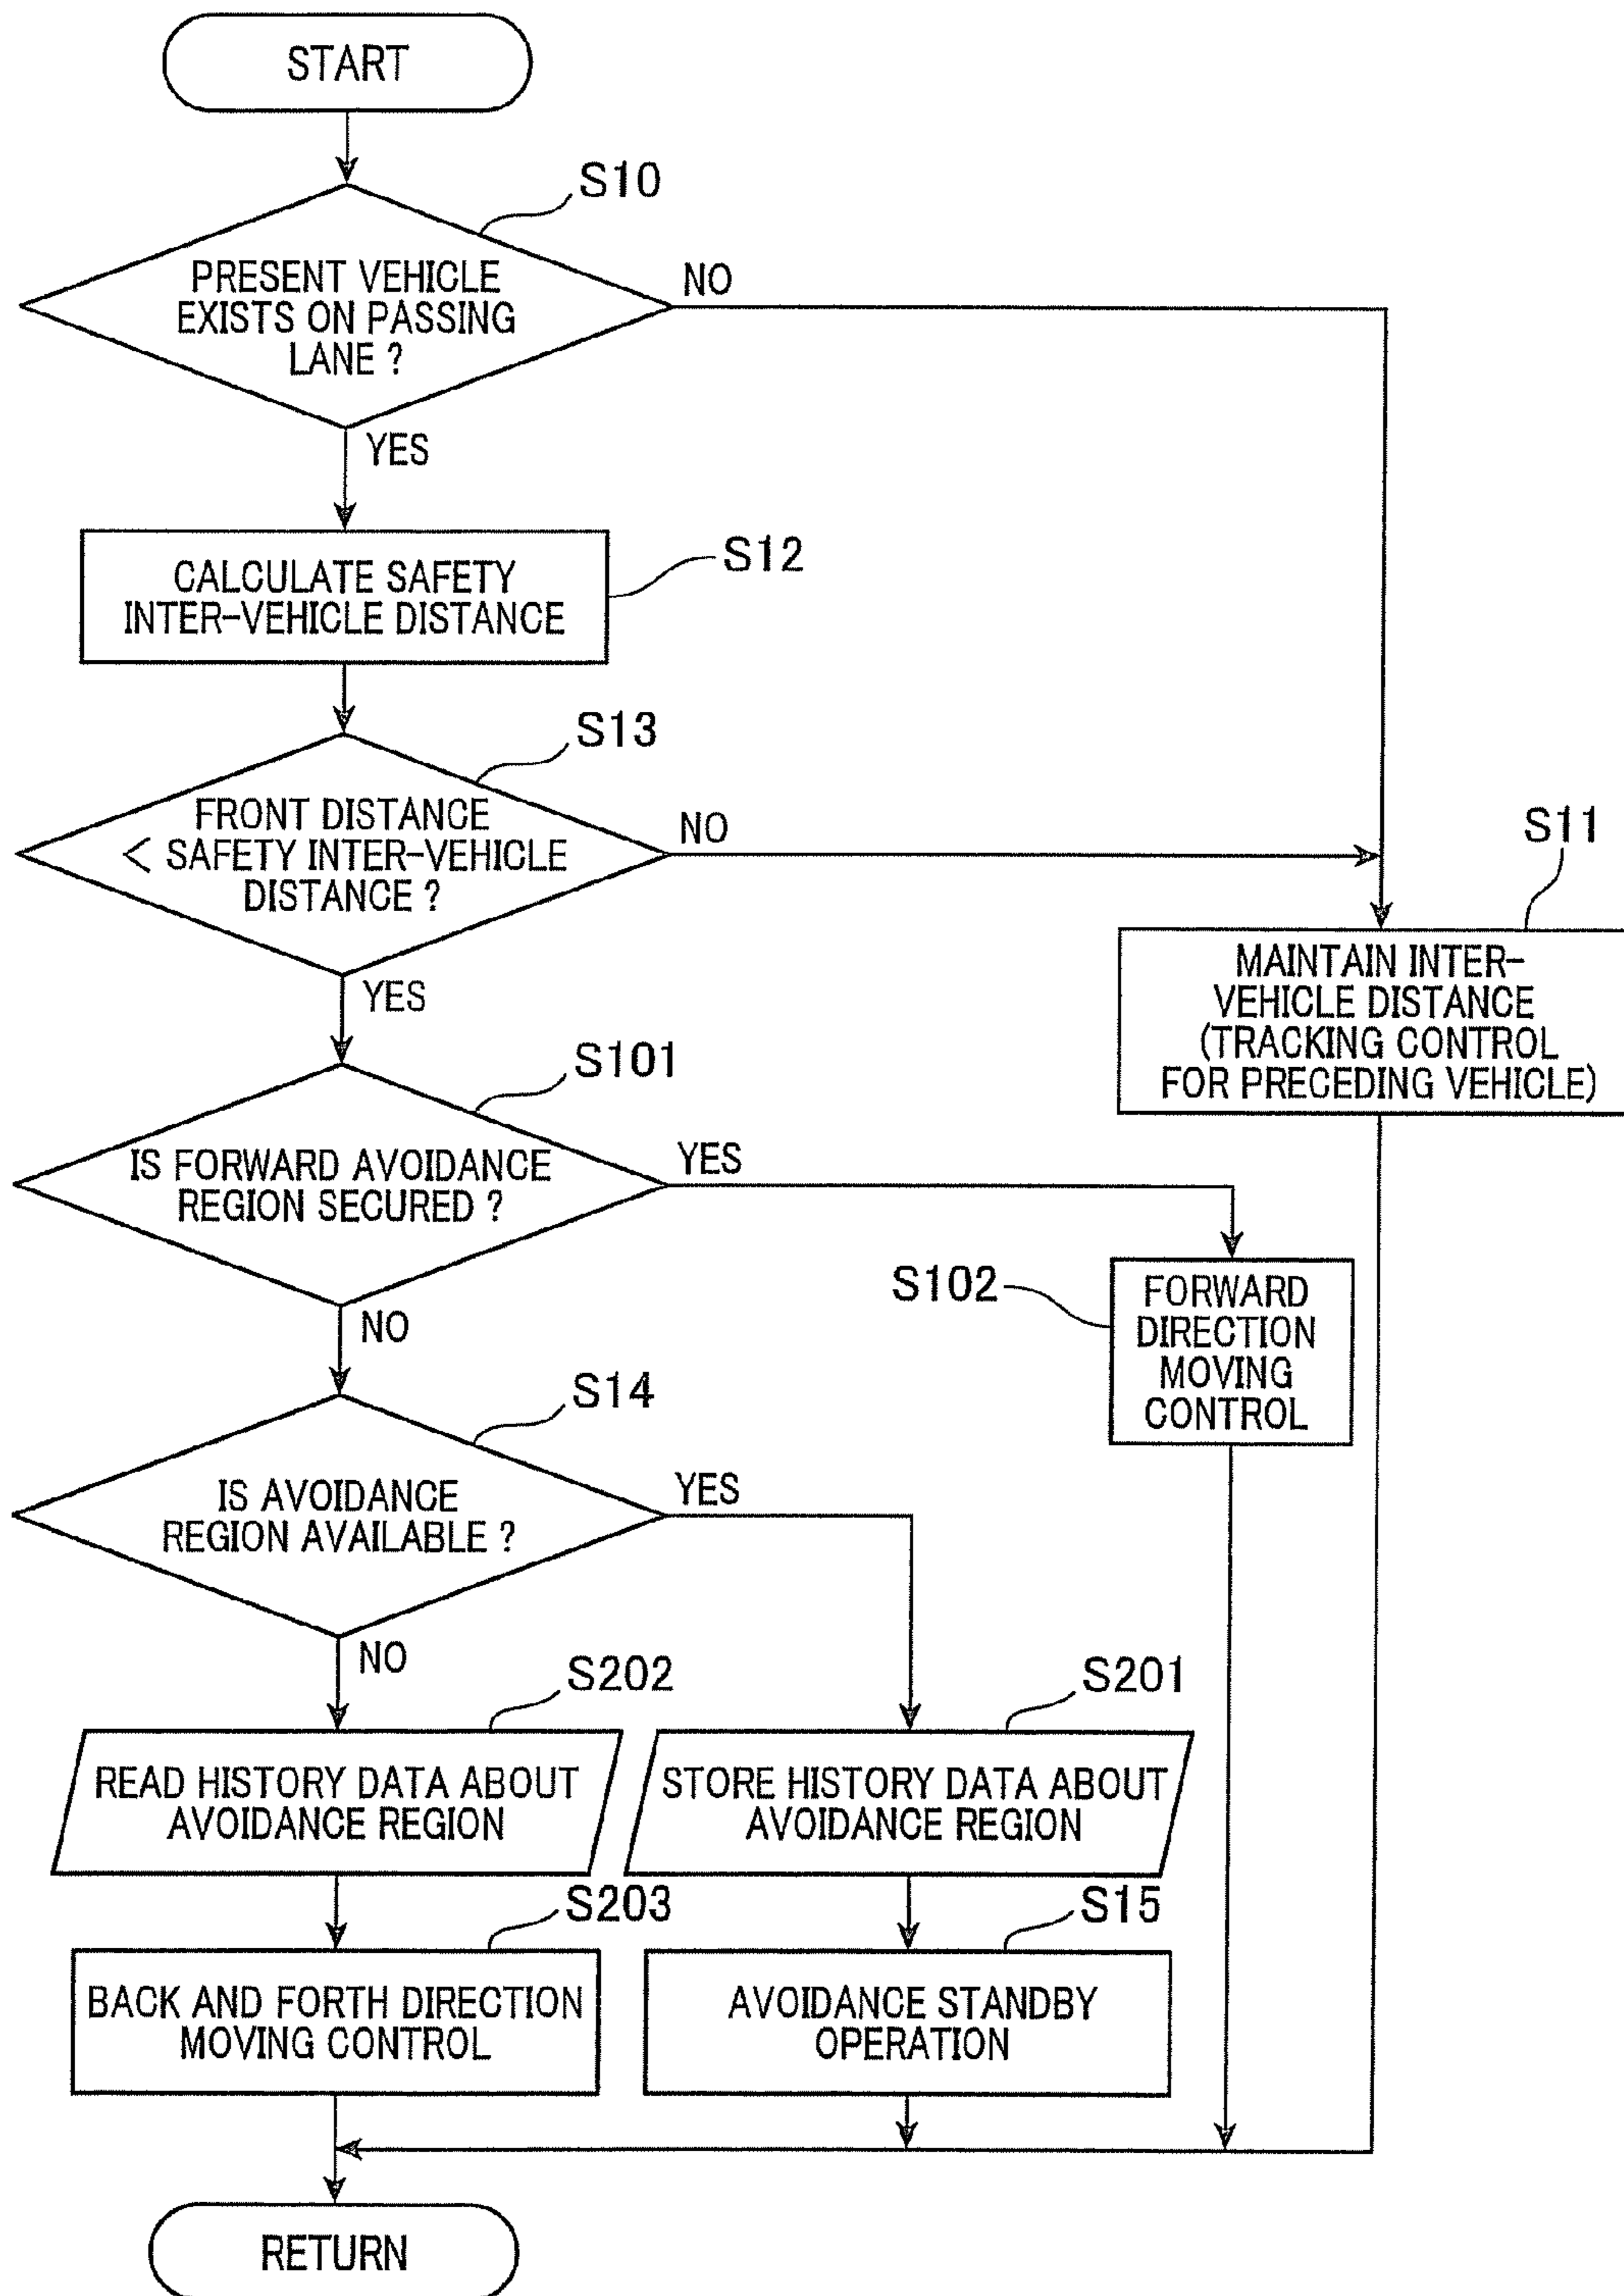 START
S10
PRESENT VEHICLE
EXISTS ON PASSING
LANE ?
NO
YES
CALCULATE SAFETY
INTER-VEHICLE DISTANCE
S12
S13
FRONT DISTANCE
< SAFETY INTER-VEHICLE
DISTANCE ?
NO
YES
S11
MAINTAIN INTER-
VEHICLE DISTANCE
(TRACKING CONTROL
FOR PRECEDING VEHICLE)
S101
IS FORWARD AVOIDANCE
REGION SECURED ?
YES
NO
S102
FORWARD
DIRECTION
MOVING
CONTROL
S14
IS AVOIDANCE
REGION AVAILABLE ?
YES
NO
S202
READ HISTORY DATA ABOUT
AVOIDANCE REGION
S201
STORE HISTORY DATA ABOUT
AVOIDANCE REGION
S203
BACK AND FORTH DIRECTION
MOVING CONTROL
S15
AVOIDANCE STANDBY
OPERATION
RETURN